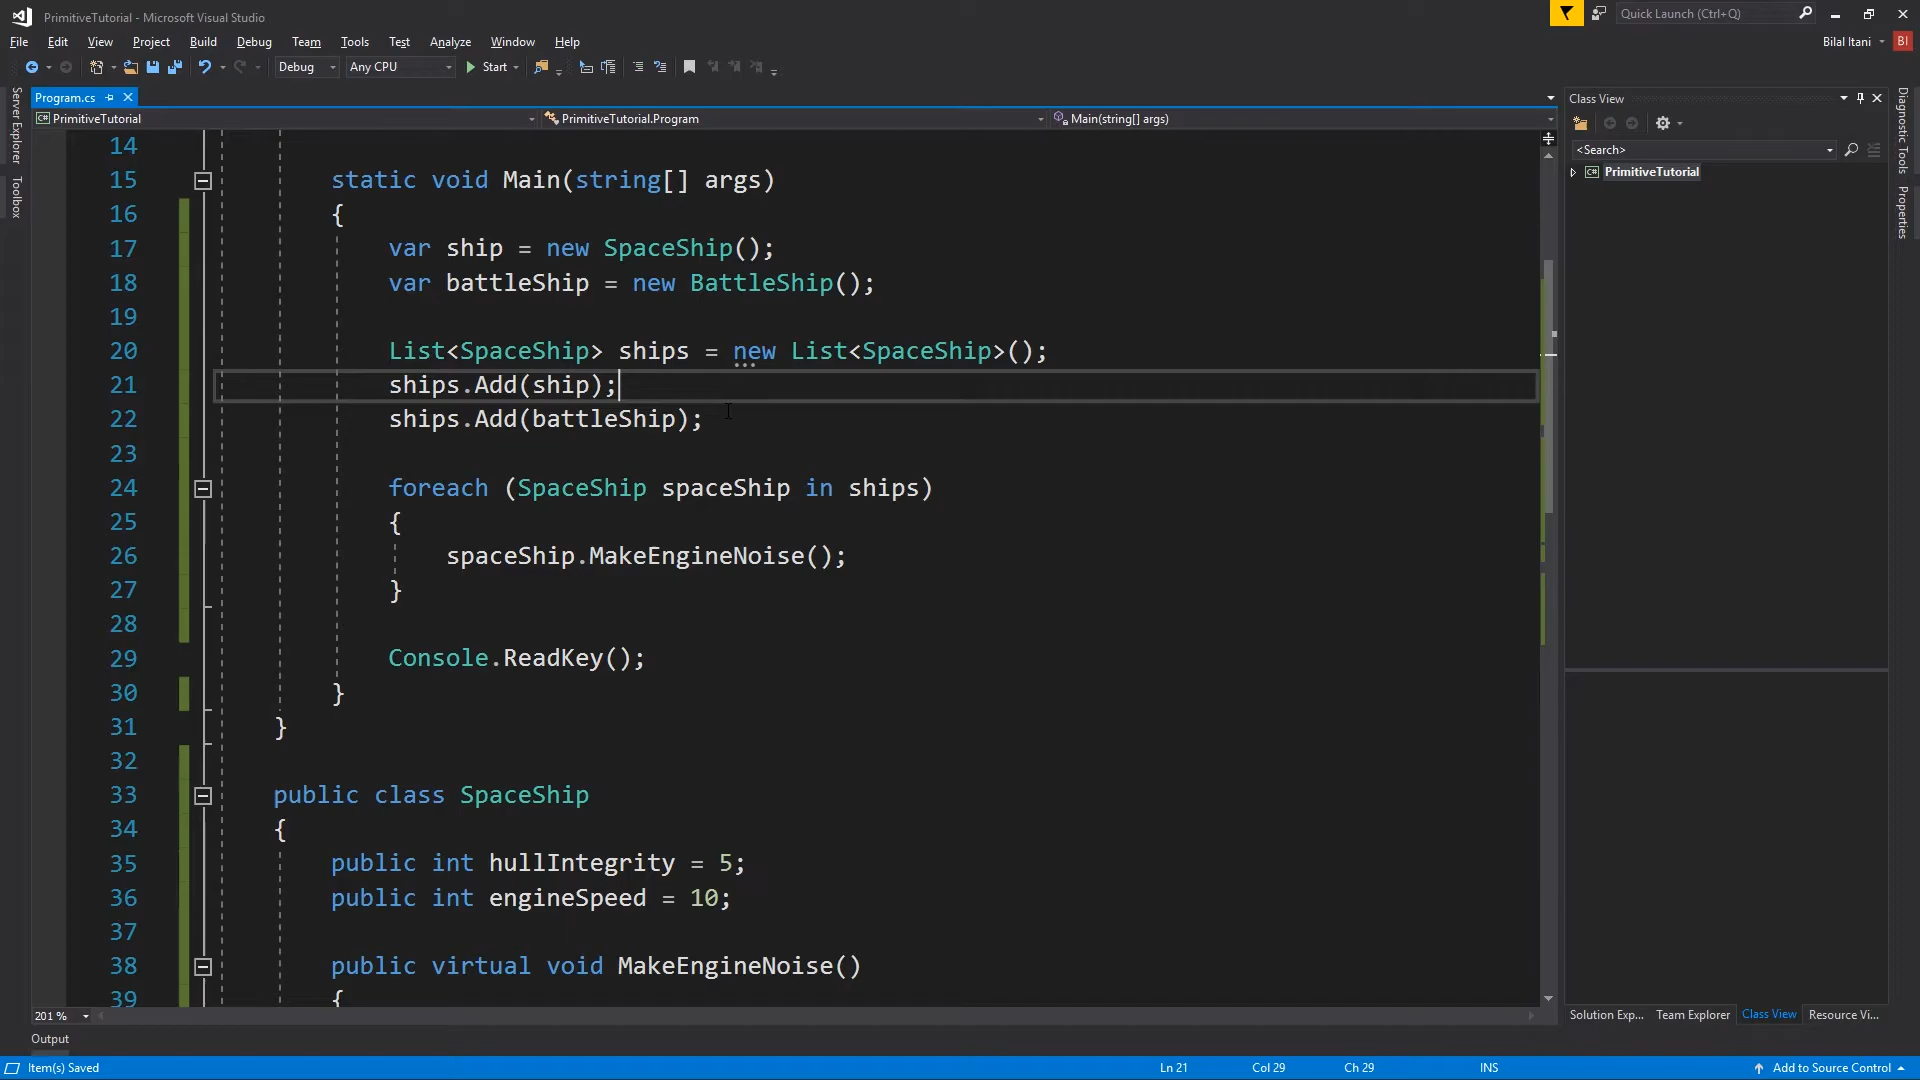 PrimitiveTutorial - Microsoft Visual Studio
Quick Launch (Ctrl+Q)
File Edit View Project Build Debug Team Tools Test Analyze Window Help
Bilal Itani BI
Debug Any CPU Start
Program.cs
PrimitiveTutorial PrimitiveTutorial.Program Main(string[] args)
Server Explorer
Toolbox
14
15 static void Main(string[] args)
16 {
17 var ship = new SpaceShip();
18 var battleShip = new BattleShip();
19
20 List<SpaceShip> ships = new List<SpaceShip>();
21 ships.Add(ship);
22 ships.Add(battleShip);
23
24 foreach (SpaceShip spaceShip in ships)
25 {
26 spaceShip.MakeEngineNoise();
27 }
28
29 Console.ReadKey();
30 }
31 }
32
33 public class SpaceShip
34 {
35 public int hullIntegrity = 5;
36 public int engineSpeed = 10;
37
38 public virtual void MakeEngineNoise()
39 {
201 %
Class View
<Search>
C# PrimitiveTutorial
Diagnostic Tools
Properties
Solution Exp... Team Explorer Class View Resource Vi...
Output
Item(s) Saved Ln 21 Col 29 Ch 29 INS Add to Source Control